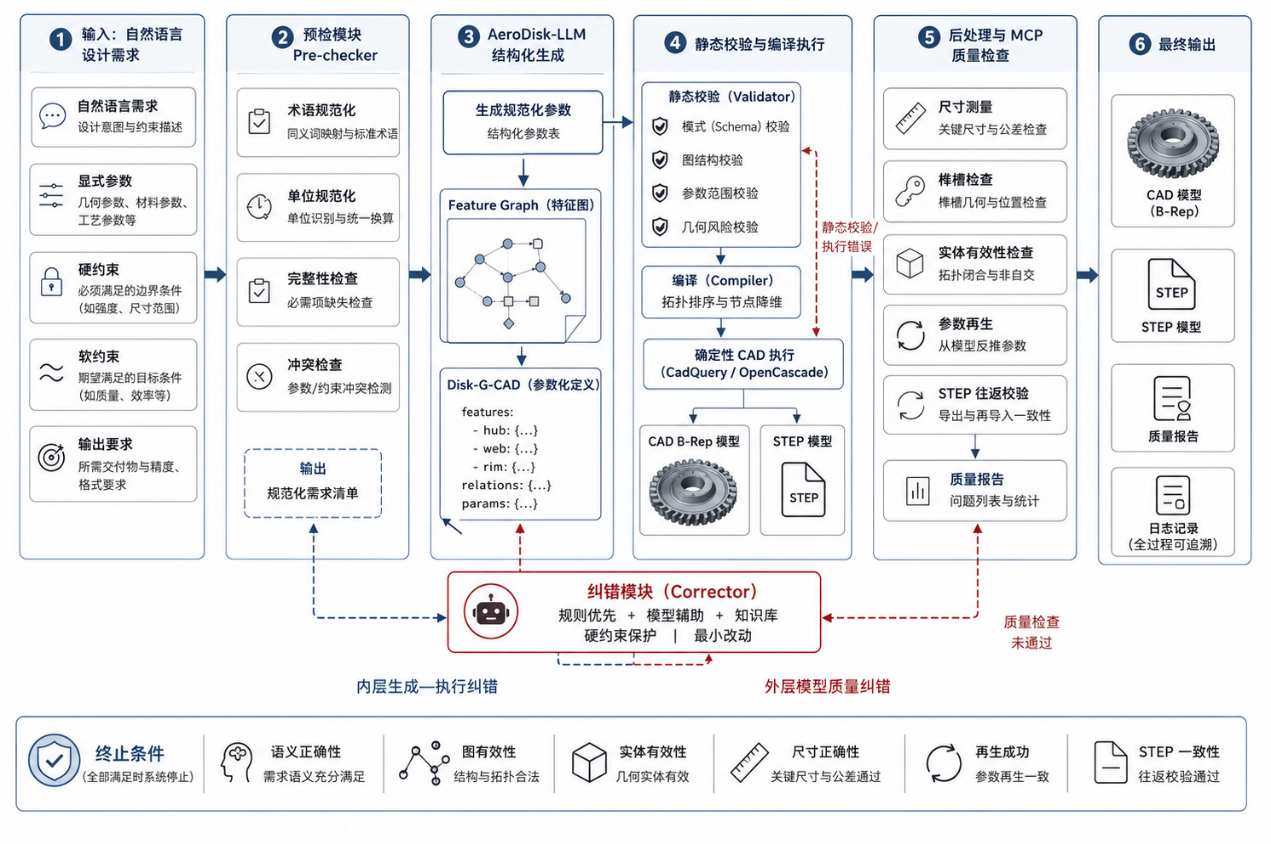 1 输入：自然语言
设计需求
自然语言需求
设计意图与约束描述
显式参数
几何参数、材料参数、
工艺参数等
硬约束
必须满足的边界条件
（如强度、尺寸范围）
软约束
期望满足的目标条件
（如质量、效率等）
输出要求
所需交付物与精度、
格式要求
2 预检模块
Pre-checker
术语规范化
同义词映射与标准术语
单位规范化
单位识别与统一换算
完整性检查
必需项缺失检查
冲突检查
参数/约束冲突检测
输出
规范化需求清单
3 AeroDisk-LLM
结构化生成
生成规范化参数
结构化参数表
Feature Graph（特征图）
Disk-G-CAD（参数化定义）
features:
- hub: {...}
- web: {...}
- rim: {...}
relations: {...}
params: {...}
4 静态校验与编译执行
静态校验（Validator）
模式（Schema）校验
图结构校验
参数范围校验
几何风险校验
静态校验/
执行错误
编译（Compiler）
拓扑排序与节点降维
确定性 CAD 执行
（CadQuery / OpenCascade）
CAD B-Rep 模型
STEP 模型
STEP
5 后处理与 MCP
质量检查
尺寸测量
关键尺寸与公差检查
榫槽检查
榫槽几何与位置检查
实体有效性检查
拓扑闭合与非自交
参数再生
从模型反推参数
STEP 往返校验
导出与再导入一致性
质量报告
问题列表与统计
6 最终输出
CAD 模型
（B-Rep）
STEP
STEP 模型
质量报告
日志记录
（全过程可追溯）
纠错模块（Corrector）
规则优先 + 模型辅助 + 知识库
硬约束保护 | 最小改动
质量检查
未通过
内层生成—执行纠错
外层模型质量纠错
终止条件
（全部满足时系统停止）
语义正确性
需求语义充分满足
图有效性
结构与拓扑合法
实体有效性
几何实体有效
尺寸正确性
关键尺寸与公差通过
再生成功
参数再生一致
STEP 一致性
往返校验通过